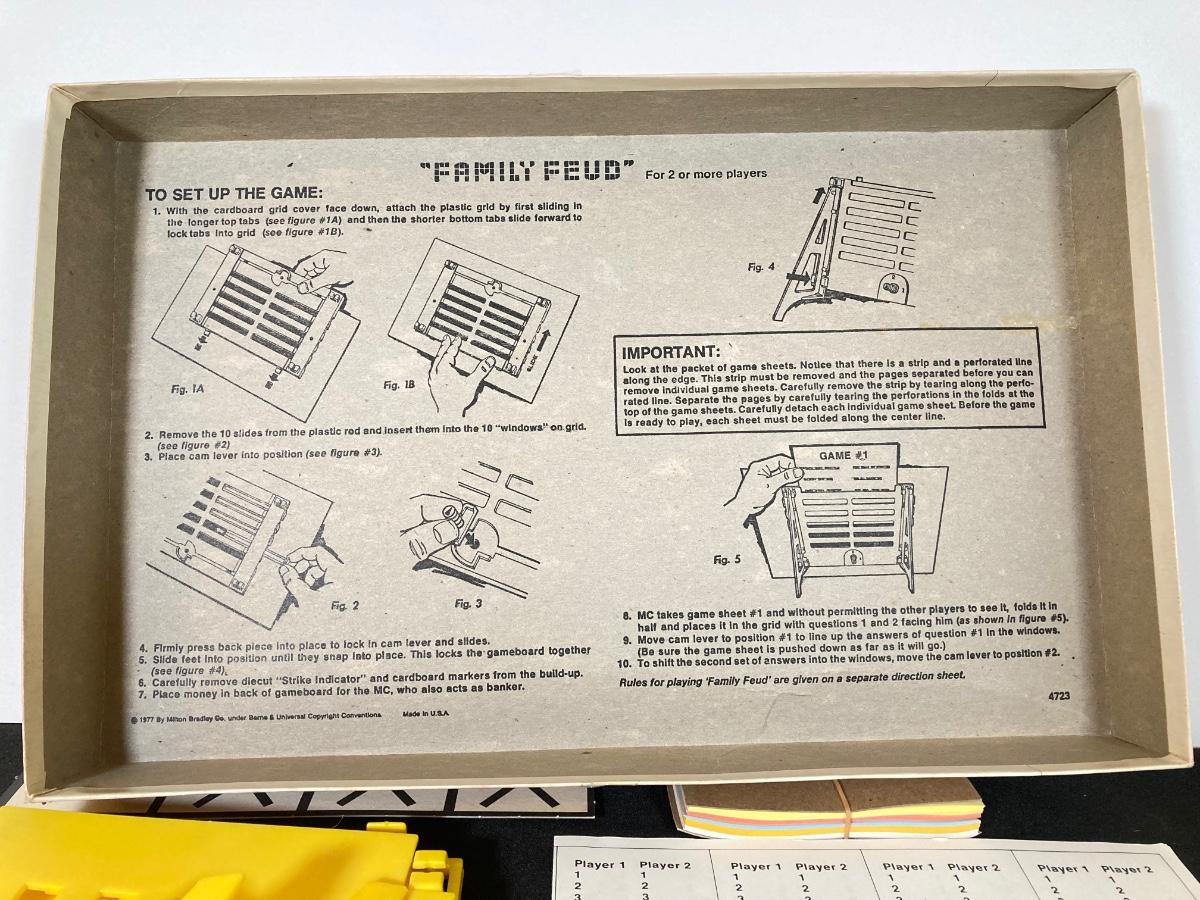 "FAMILY FEUD" For 2 or more players
TO SET UP THE GAME:
1. With the cardboard grid cover face down, attach the plastic grid by first sliding in
the longer top tabs (see figure #1A) and then the shorter bottom tabs slide forward to
lock tabs into grid (see figure #1B).
Fig. 1A
Fig. 1B
2. Remove the 10 slides from the plastic rod and insert them into the 10 "windows" on grid.
(see figure #2)
3. Place cam lever into position (see figure #3).
Fig. 2
Fig. 3
4. Firmly press back piece into place to lock in cam lever and slides.
5. Slide feet into position until they snap into place. This locks the gameboard together
(see figure #4).
6. Carefully remove diecut "Strike Indicator" and cardboard markers from the build-up.
7. Place money in back of gameboard for the MC, who also acts as banker.
© 1977 By Milton Bradley Co. under Berne & Universal Copyright Conventions Made in U.S.A.
Fig. 4
IMPORTANT:
Look at the packet of game sheets. Notice that there is a strip and a perforated line
along the edge. This strip must be removed and the pages separated before you can
remove individual game sheets. Carefully remove the strip by tearing along the perfo-
rated line. Separate the pages by carefully tearing the perforations in the folds at the
top of the game sheets. Carefully detach each individual game sheet. Before the game
is ready to play, each sheet must be folded along the center line.
GAME #1
Fig. 5
8. MC takes game sheet #1 and without permitting the other players to see it, folds it in
half and places it in the grid with questions 1 and 2 facing him (as shown in figure #5).
9. Move cam lever to position #1 to line up the answers of question #1 in the windows.
(Be sure the game sheet is pushed down as far as it will go.)
10. To shift the second set of answers into the windows, move the cam lever to position #2.
Rules for playing 'Family Feud' are given on a separate direction sheet.
4723
Player 1 Player 2 Player 1 Player 2 Player 1 Player 2 Player 1 Player 2
1 1 1 1 1 1 1 1
2 2 2 2 2 2 2 2
3 3